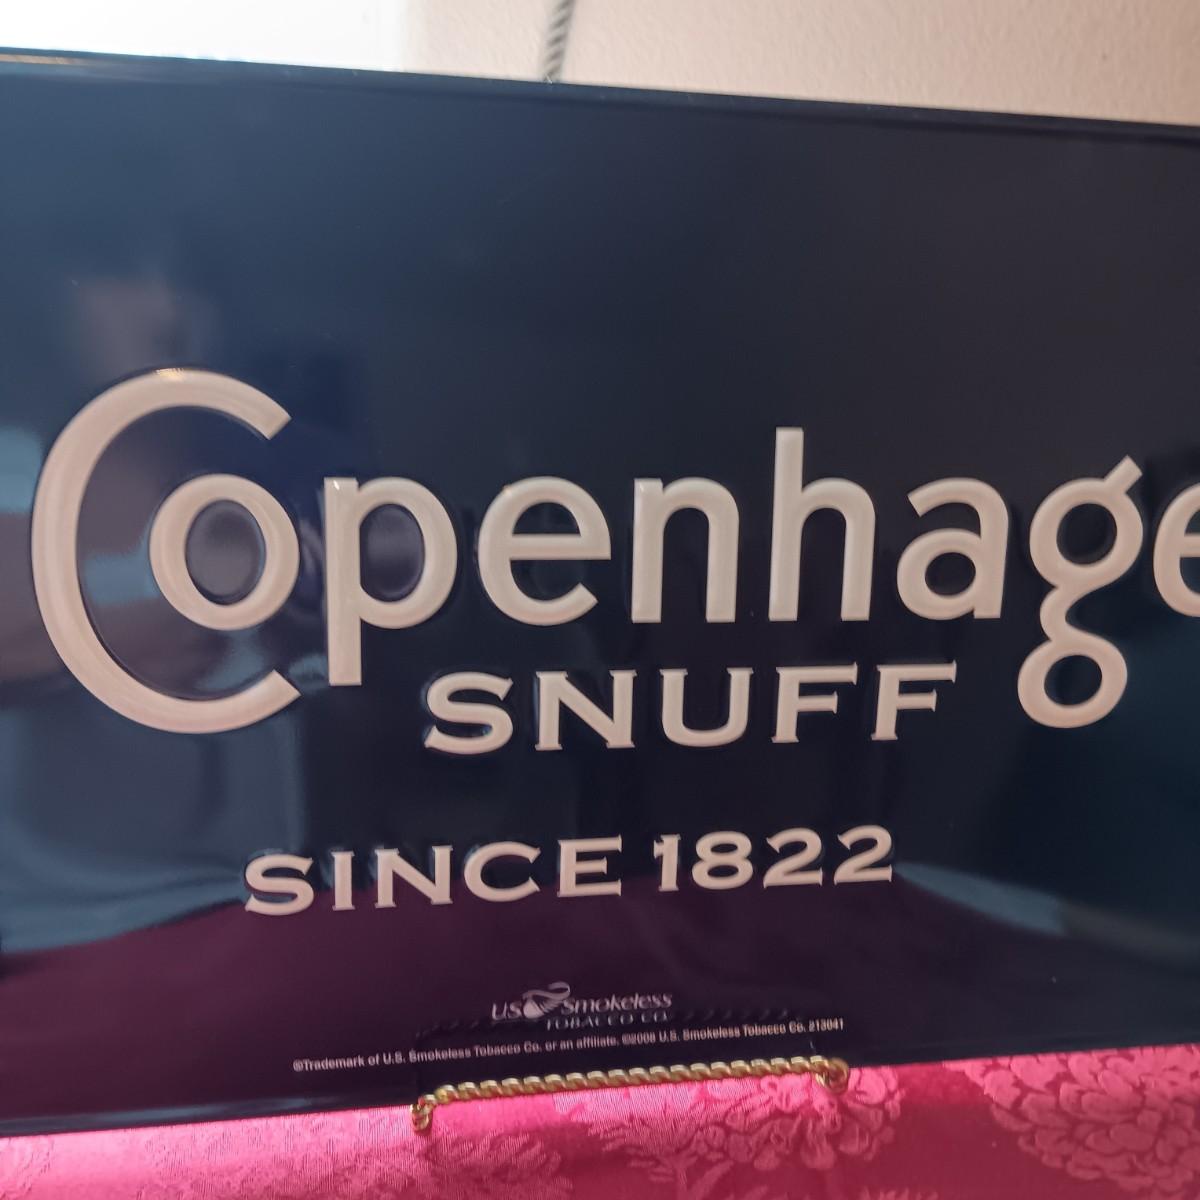 Copenhage
SNUFF
SINCE 1822
US Smokeless
TOBACCO CO.
©Trademark of U.S. Smokeless Tobacco Co. or an affiliate. ©2008 U.S. Smokeless Tobacco Co. 213041